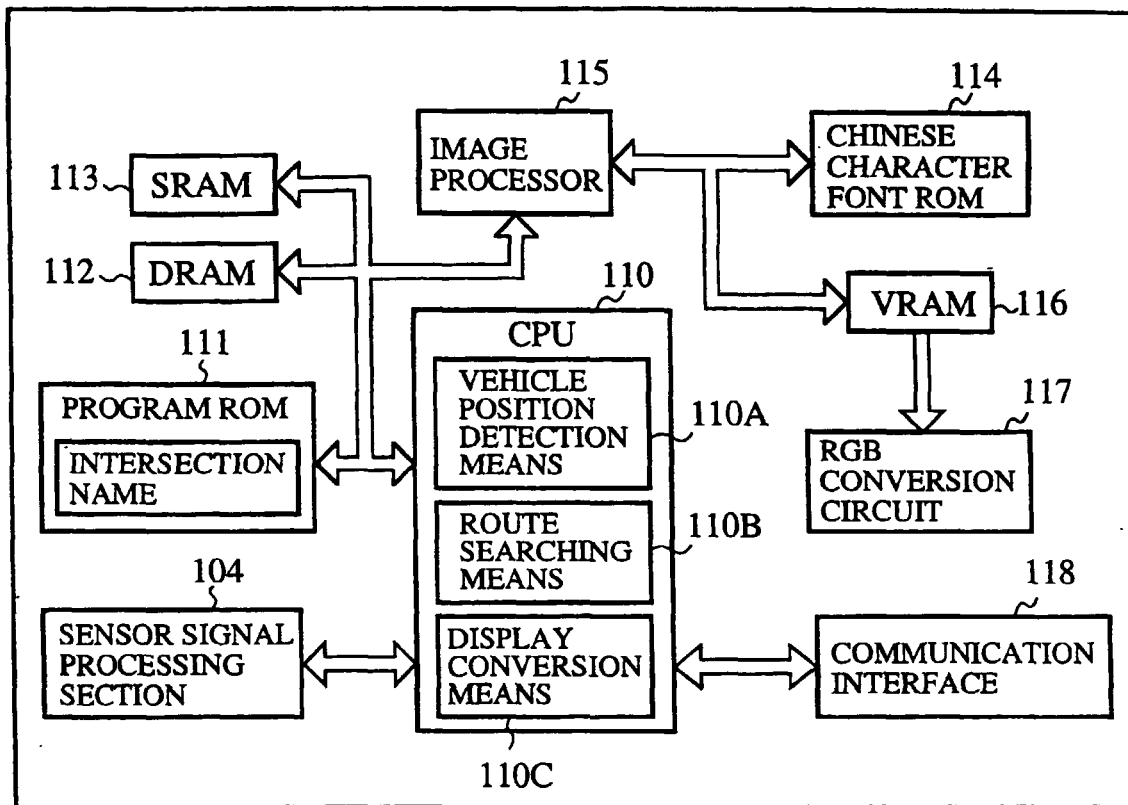 115
IMAGE
PROCESSOR
114
CHINESE
CHARACTER
FONT ROM
113
SRAM
112
DRAM
116
VRAM
111
PROGRAM ROM
INTERSECTION
NAME
110
CPU
VEHICLE
POSITION
DETECTION
MEANS
110A
ROUTE
SEARCHING
MEANS
110B
DISPLAY
CONVERSION
MEANS
110C
117
RGB
CONVERSION
CIRCUIT
104
SENSOR SIGNAL
PROCESSING
SECTION
118
COMMUNICATION
INTERFACE